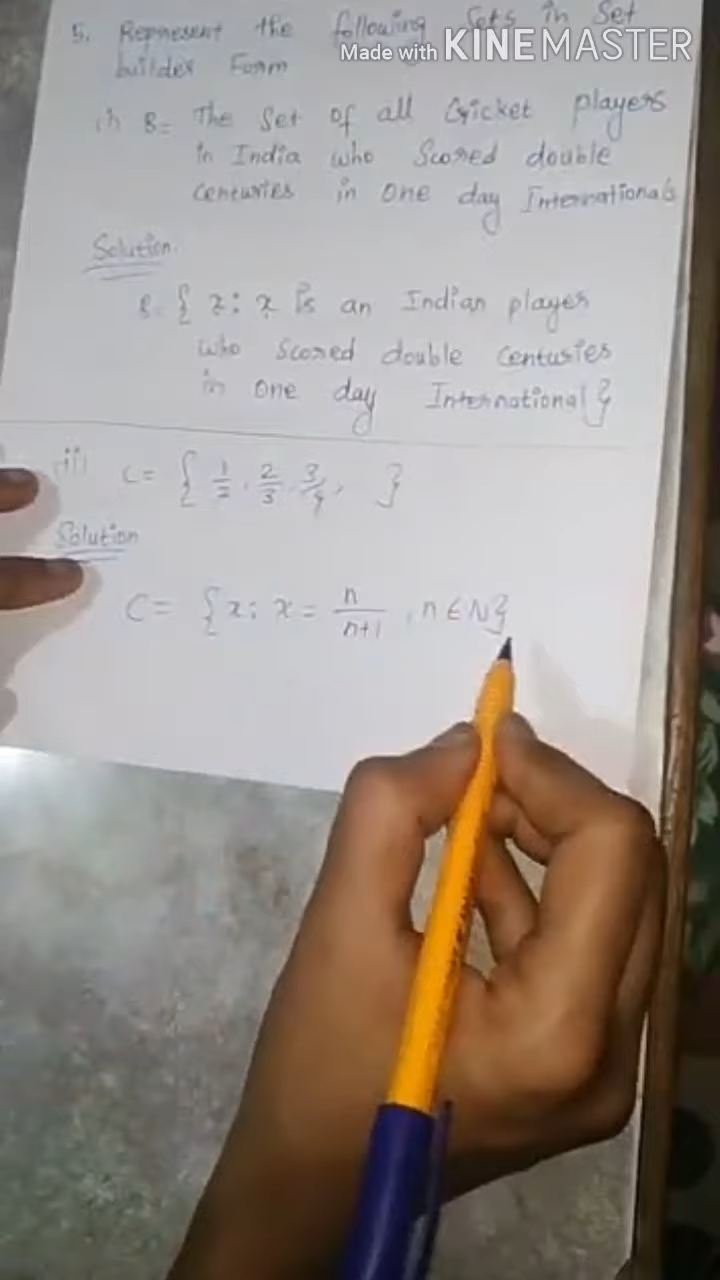 5. Represent the following Sets in Set
Made with KINEMASTER
builder Form
B= The Set of all Cricket players
in India who Scored double
Centuries in One day Internationals
Solution
B= { x: x is an Indian player
who Scored double Centuries
in one day International }
iii C= { 1/2, 2/3, 3/4, }
Solution
C= { x: x = n/n+1, n ∈ N}